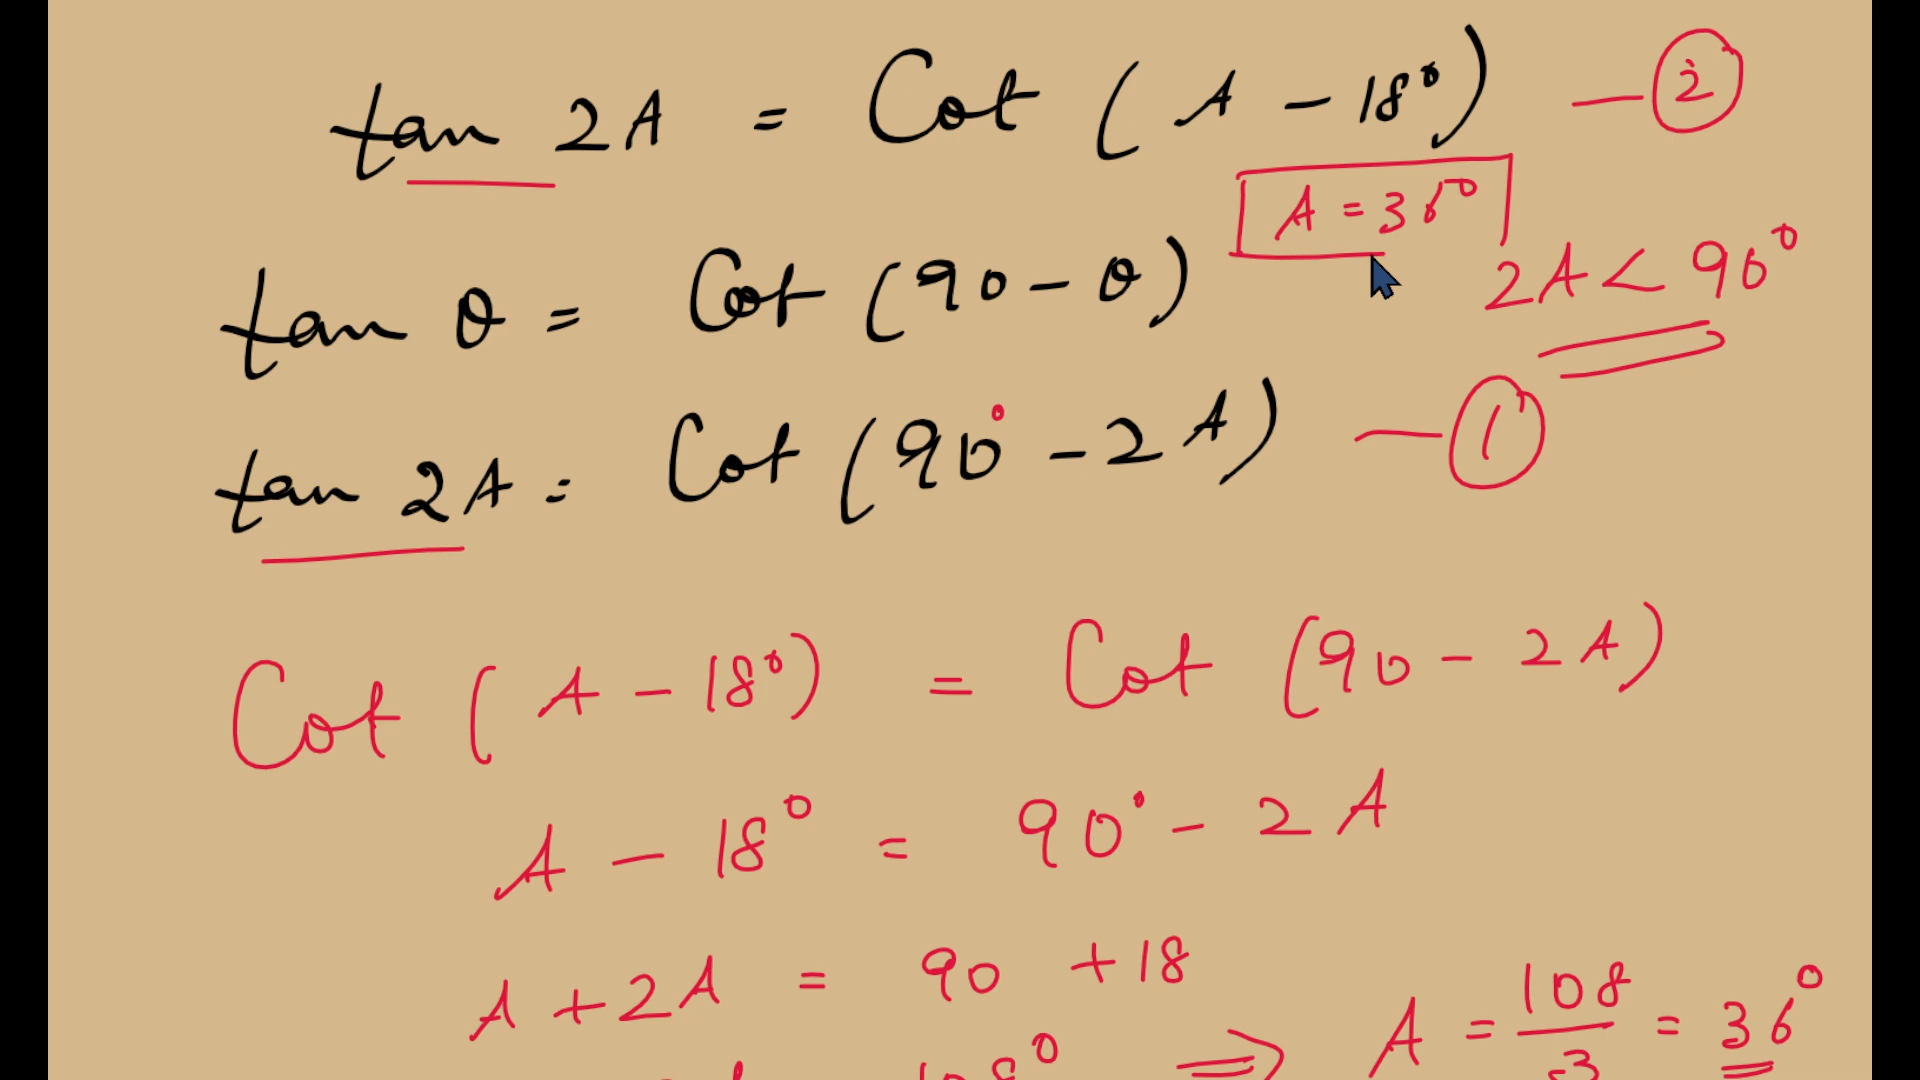 tan 2A = Cot (A - 18°) — ②
A = 36°
2A < 90°
tan θ = Cot (90 - θ)
tan 2A = Cot (90° - 2A) — ①
Cot (A - 18°) = Cot (90 - 2A)
A - 18° = 90° - 2A
A + 2A = 90 + 18
108° ⇒ A = 108/3 = 36°